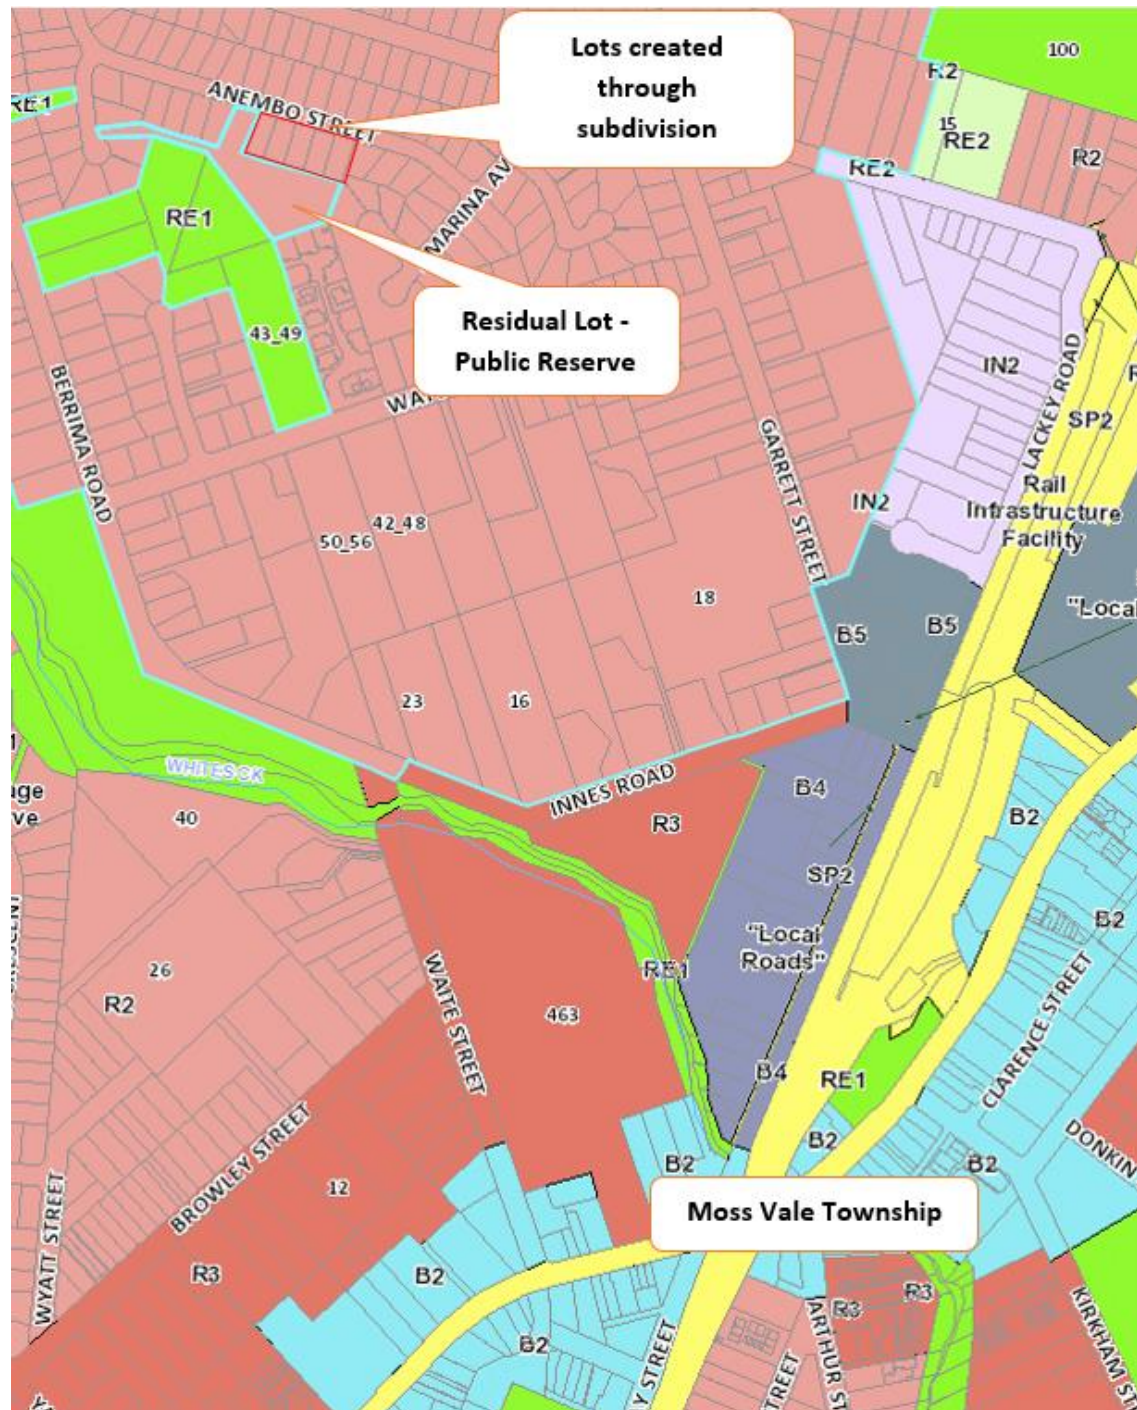 Lots created
through
subdivision
100
R2
15
RE2
R2
RE2
RE1
ANEMBO STREET
MARINA AV
RE1
Residual Lot -
Public Reserve
43_49
BERRIMA ROAD
GARRETT STREET
IN2
LACKEY ROAD
SP2
Rail
Infrastructure
Facility
IN2
42_48
50_56
18
B5
B5
"Local
23
16
INNES ROAD
WHITES CK
40
R3
B4
B2
SP2
"Local
Roads"
B2
RE1
26
R2
WAITE STREET
463
CLARENCE STREET
B4
RE1
B2
B2
B2
DONKIN
BROWLEY STREET
12
WYATT STREET
R3
Moss Vale Township
B2
B2
R3
R3
ARTHUR ST
KIRKHAM ST
Y STREET
STREET